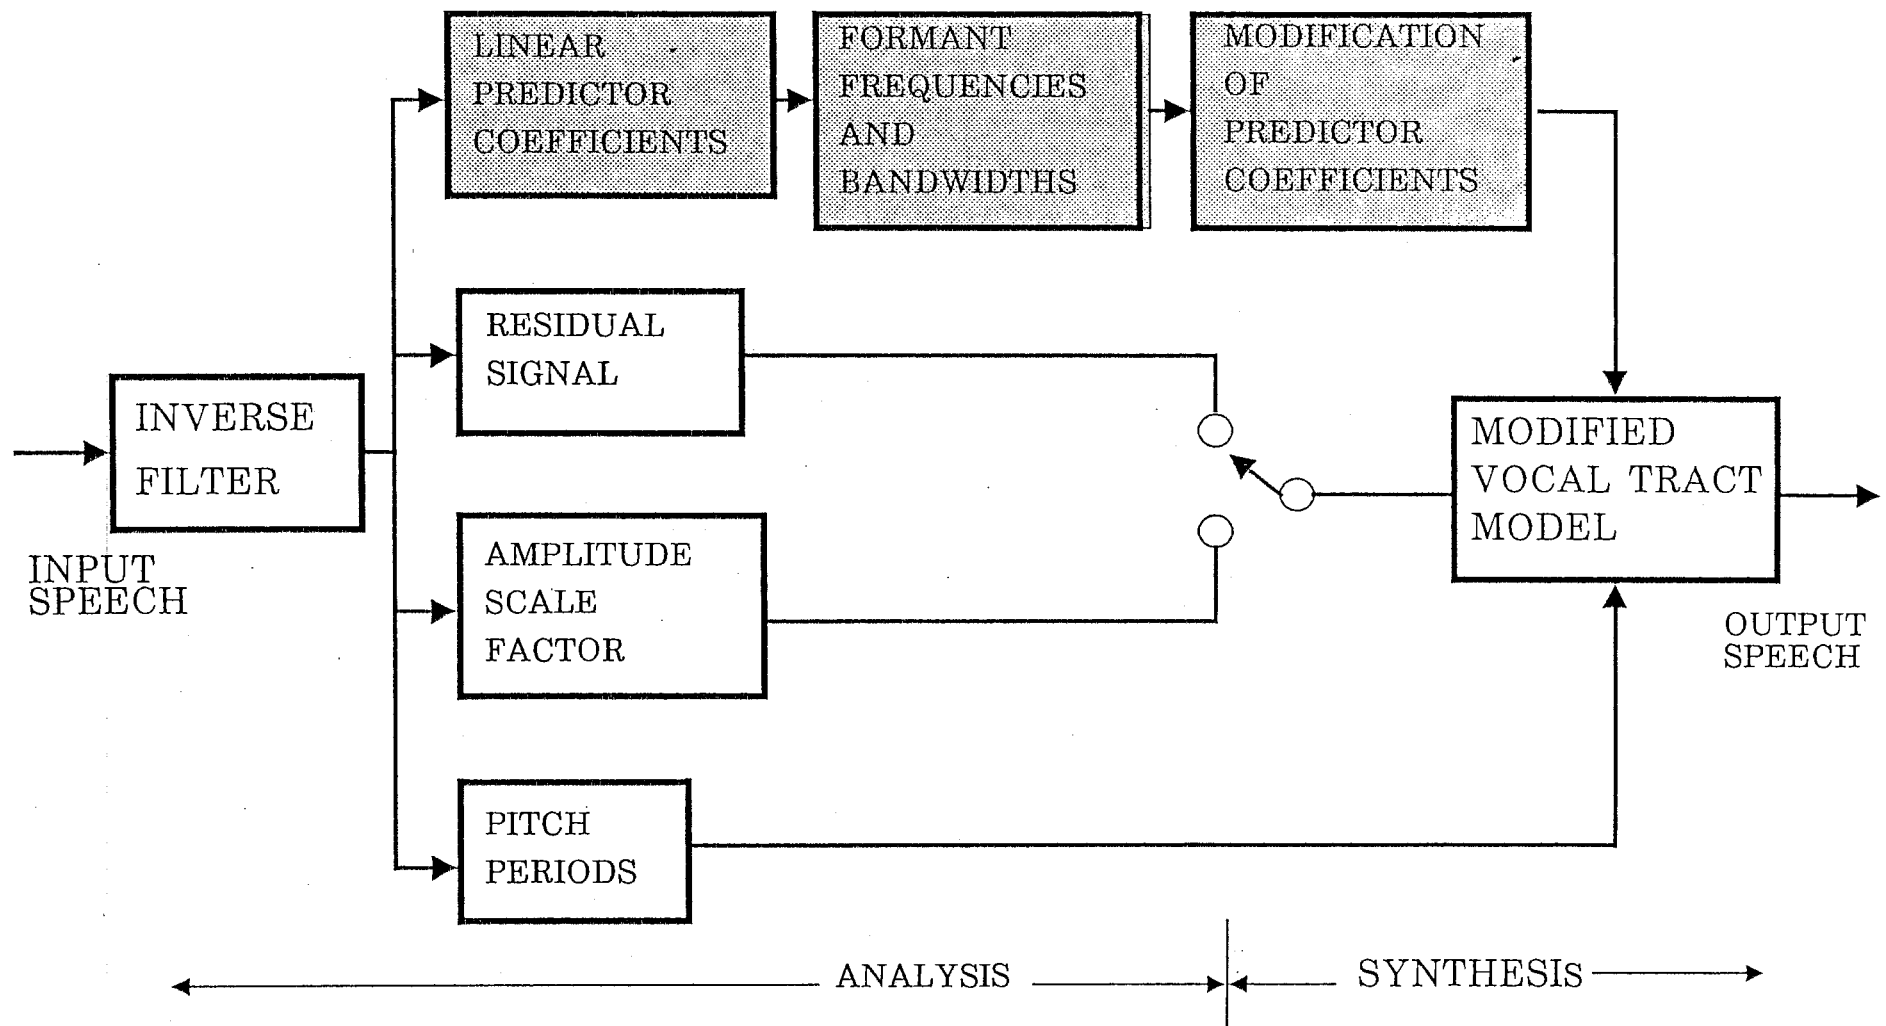 LINEAR
PREDICTOR
COEFFICIENTS
FORMANT
FREQUENCIES
AND
BANDWIDTHS
MODIFICATION
OF
PREDICTOR
COEFFICIENTS
RESIDUAL
SIGNAL
INVERSE
FILTER
INPUT
SPEECH
AMPLITUDE
SCALE
FACTOR
MODIFIED
VOCAL TRACT
MODEL
OUTPUT
SPEECH
PITCH
PERIODS
ANALYSIS
SYNTHESIS